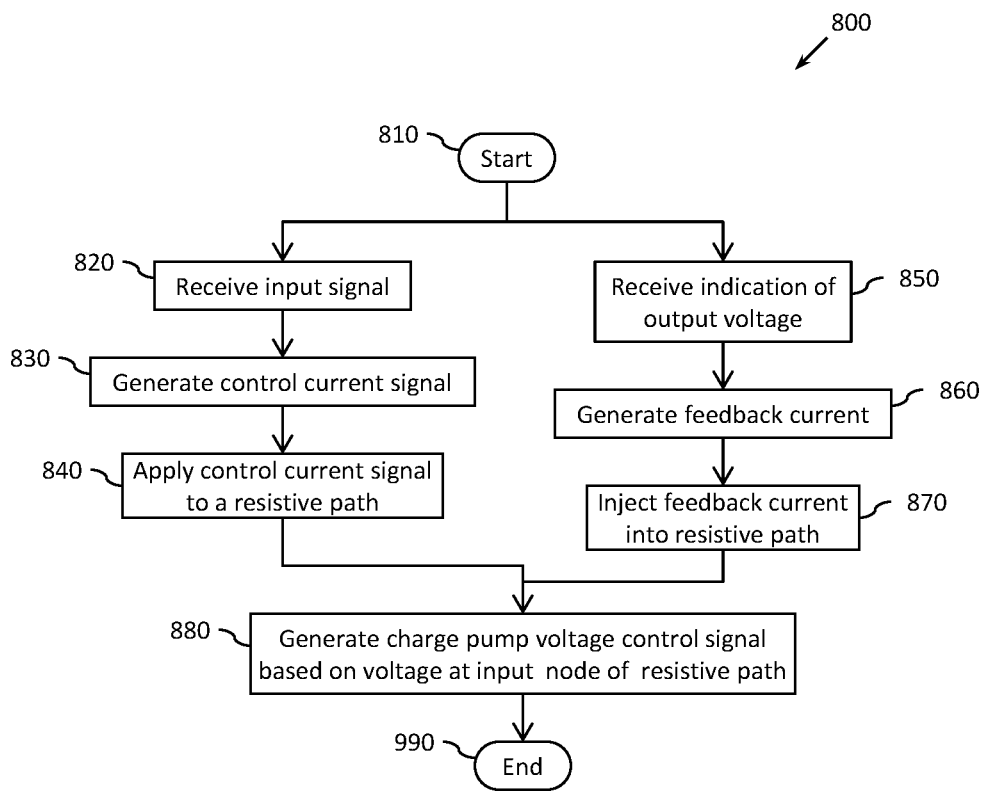 800
810
Start
820
Receive input signal
830
Generate control current signal
840
Apply control current signal
to a resistive path
850
Receive indication of
output voltage
860
Generate feedback current
870
Inject feedback current
into resistive path
880
Generate charge pump voltage control signal
based on voltage at input node of resistive path
990
End